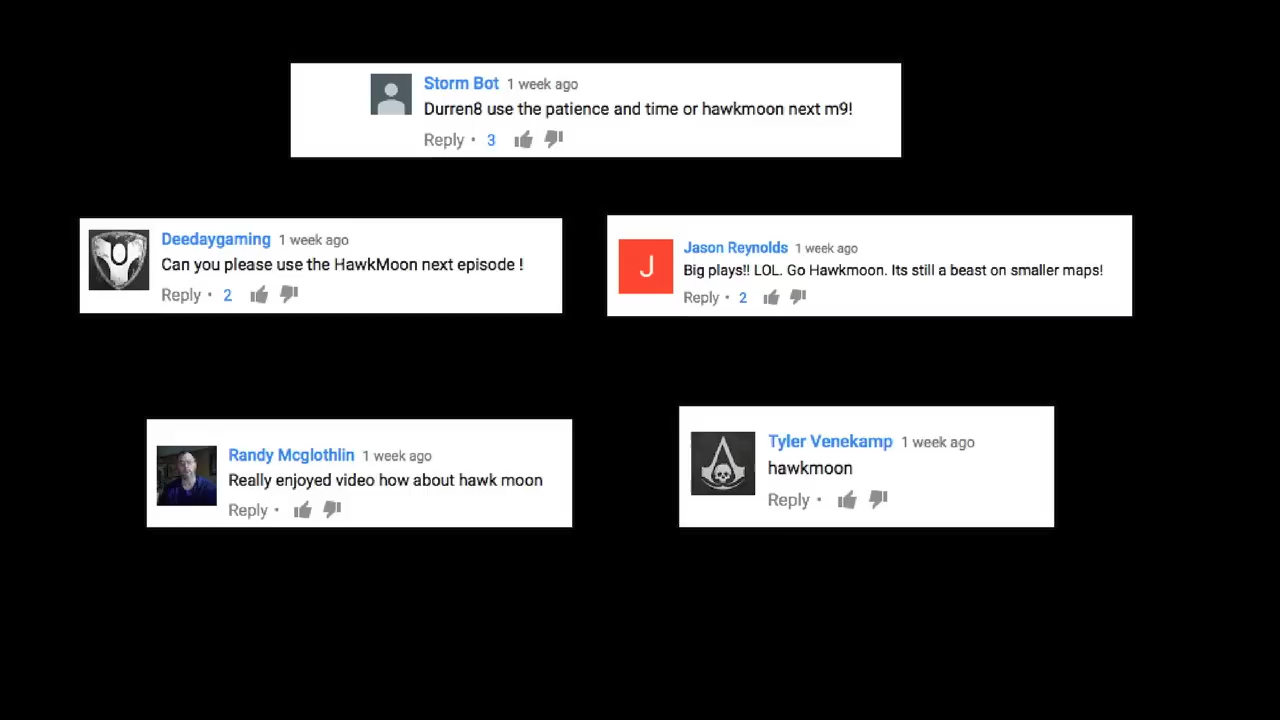 Storm Bot 1 week ago
Durren8 use the patience and time or hawkmoon next m9!
Reply • 3
Deedaygaming 1 week ago
Can you please use the HawkMoon next episode !
Reply • 2
Jason Reynolds 1 week ago
J
Big plays!! LOL. Go Hawkmoon. Its still a beast on smaller maps!
Reply • 2
Randy Mcglothlin 1 week ago
Really enjoyed video how about hawk moon
Reply •
Tyler Venekamp 1 week ago
hawkmoon
Reply •